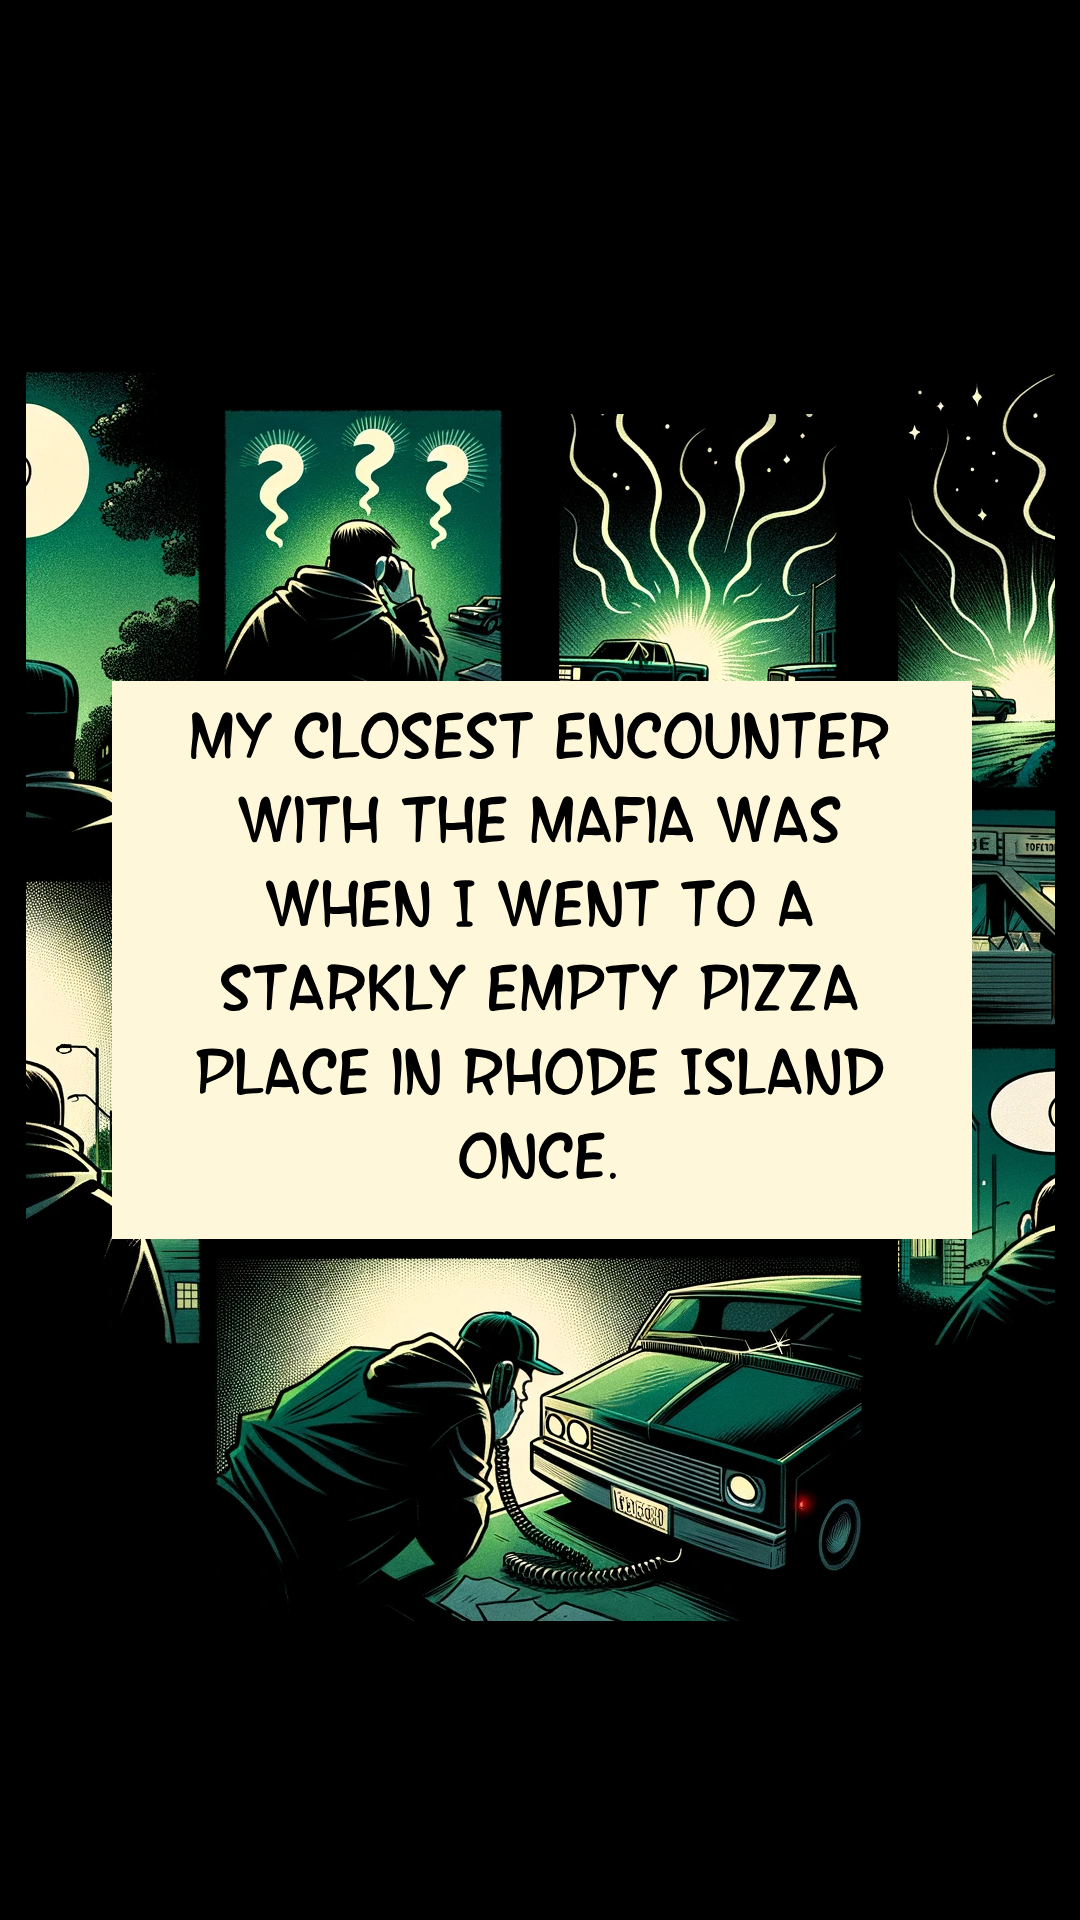 MY CLOSEST ENCOUNTER
WITH THE MAFIA WAS
WHEN I WENT TO A
STARKLY EMPTY PIZZA
PLACE IN RHODE ISLAND
ONCE.